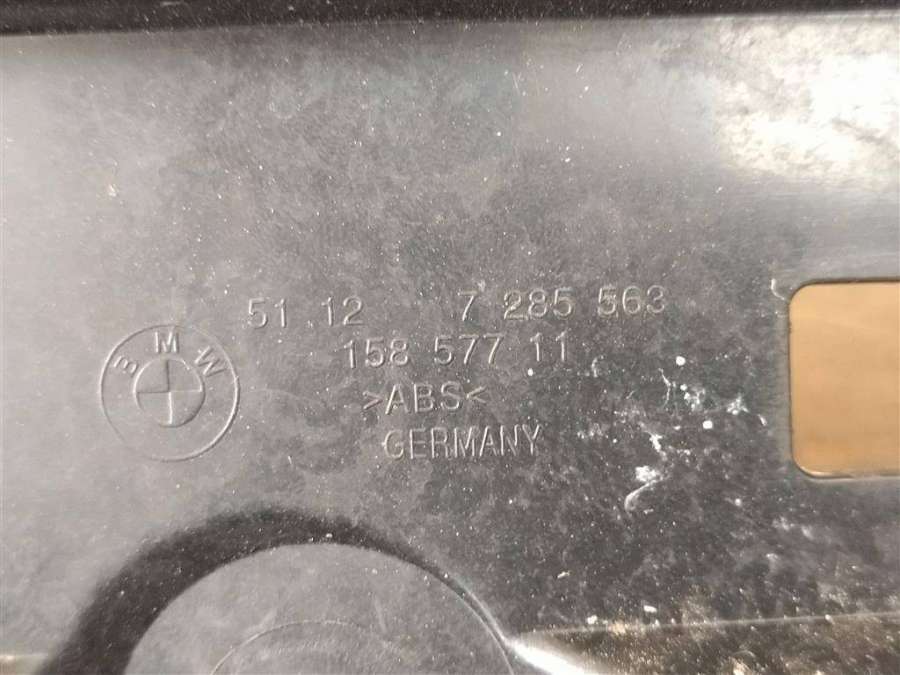 BMW
51 12 7 285 563
158 577 11
>ABS<
GERMANY